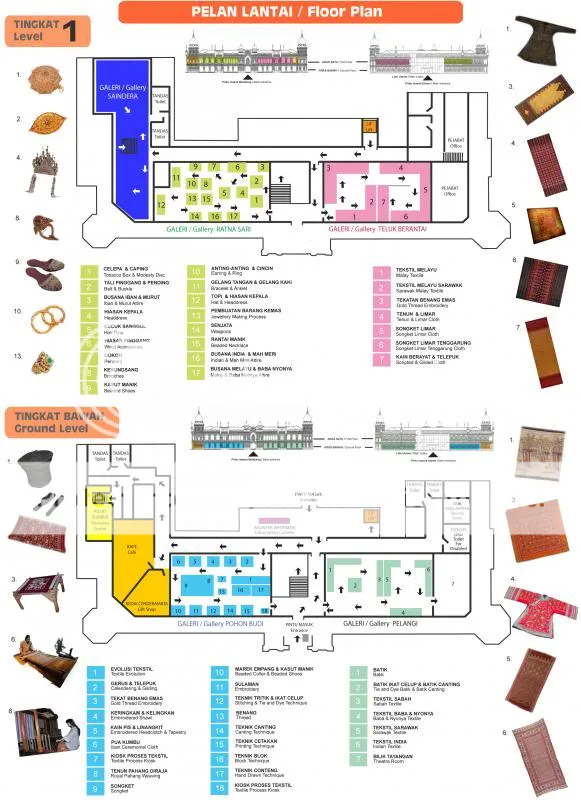 PELAN LANTAI / Floor Plan
TINGKAT
Level 1
GALERI / Gallery
SAINDERA
TANDAS
Toilet
TANDAS
Toilet
LIF
Lift
PEJABAT
Office
PEJABAT
Office
GALERI / Gallery RATNA SARI
GALERI / Gallery TELUK BERANTAI
1 CELEPA & CAPING
Tobacco Box & Modesty Disc
2 TALI PINGGANG & PENDING
Belt & Buckle
3 BUSANA IBAN & MURUT
Iban & Murut Attire
4 HIASAN KEPALA
Headdress
5 CUCUK SANGGUL
Hair Pins
6 HIASAN PINGGANG
Waist Accessories
7 DOKOH
Pendant
8 KERONGSANG
Brooches
9 KASUT MANIK
Beaded Shoes
10 ANTING-ANTING & CINCIN
Earring & Ring
11 GELANG TANGAN & GELANG KAKI
Bracelet & Anklet
12 TOPI & HIASAN KEPALA
Hat & Headdress
13 PEMBUATAN BARANG KEMAS
Jewellery Making Process
14 SENJATA
Weapons
15 RANTAI MANIK
Beaded Necklace
16 BUSANA INDIA & MAH MERI
Indian & Mah Meri Attire
17 BUSANA MELAYU & BABA NYONYA
Malay & Baba Nyonya Attire
1 TEKSTIL MELAYU
Malay Textile
2 TEKSTIL MELAYU SARAWAK
Sarawak Malay Textile
3 TEKATAN BENANG EMAS
Gold Thread Embroidery
4 TENUN & LIMAR
Tenun & Limar Cloth
5 SONGKET LIMAR
Songket Limar Cloth
6 SONGKET LIMAR TENGGARUNG
Songket Limar Tenggarung Cloth
7 KAIN BERAYAT & TELEPUK
Scripted & Gilded Cloth
TINGKAT BAWAH
Ground Level
TANDAS
Toilet
TANDAS
Toilet
PINTU MASUK
Entrance
KAUNTER INFORMASI
Information Counter
TANDAS
Toilet
TANDAS
Toilet
TANDAS
OKU
Toilet
For
Disabled
KAFE
Cafe
KEDAI CENDERAMATA
Gift Shop
GALERI / Gallery POHON BUDI
PINTU MASUK
Entrance
GALERI / Gallery PELANGI
1 EVOLUSI TEKSTIL
Textile Evolution
2 GERUS & TELEPUK
Calendering & Gilding
3 TEKAT BENANG EMAS
Gold Thread Embroidery
4 KERINGKAM & KELINGKAN
Embroidered Shawl
5 KAIN PIS & LINANGKIT
Embroidered Headcloth & Tapestry
6 PUA KUMBU
Iban Ceremonial Cloth
7 KIOSK PROSES TEKSTIL
Textile Process Kiosk
8 TENUN PAHANG DIRAJA
Royal Pahang Weaving
9 SONGKET
Songket
10 MAREK EMPANG & KASUT MANIK
Beaded Collar & Beaded Shoes
11 SULAMAN
Embroidery
12 TEKNIK TRITIK & IKAT CELUP
Stitching & Tie and Dye Technique
13 BENANG
Thread
14 TEKNIK CANTING
Canting Technique
15 TEKNIK CETAKAN
Printing Technique
16 TEKNIK BLOK
Block Technique
17 TEKNIK CONTENG
Hand Drawn Technique
18 KIOSK PROSES TEKSTIL
Textile Process Kiosk
1 BATIK
Batik
2 BATIK IKAT CELUP & BATIK CANTING
Tie and Dye Batik & Batik Canting
3 TEKSTIL SABAH
Sabah Textile
4 TEKSTIL BABA & NYONYA
Baba & Nyonya Textile
5 TEKSTIL SARAWAK
Sarawak Textile
6 TEKSTIL INDIA
Indian Textile
7 BILIK TAYANGAN
Theatre Room